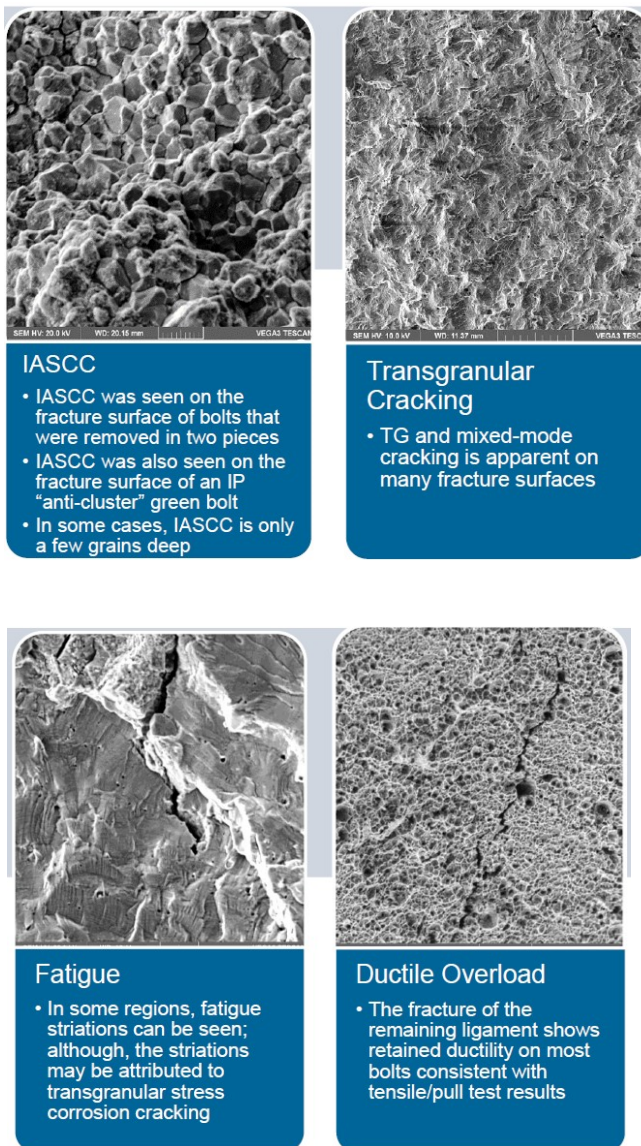 SEM HV: 20.0 kV WD: 20.15 mm VEGA3 TESCAN
IASCC
• IASCC was seen on the
fracture surface of bolts that
were removed in two pieces
• IASCC was also seen on the
fracture surface of an IP
“anti-cluster” green bolt
• In some cases, IASCC is only
a few grains deep
SEM HV: 10.0 kV WD: 11.37 mm VEGA3 TESC
Transgranular
Cracking
• TG and mixed-mode
cracking is apparent on
many fracture surfaces
Fatigue
• In some regions, fatigue
striations can be seen;
although, the striations
may be attributed to
transgranular stress
corrosion cracking
Ductile Overload
• The fracture of the
remaining ligament shows
retained ductility on most
bolts consistent with
tensile/pull test results